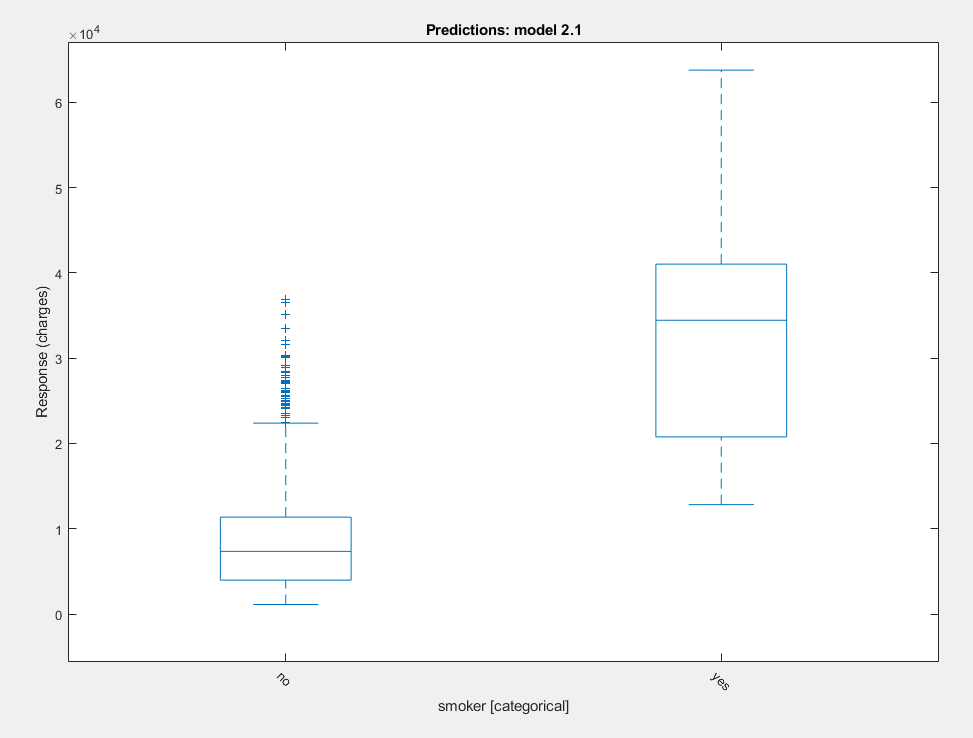 Predictions: model 2.1
×10^4
6
5
4
3
2
1
0
Response (charges)
no
yes
smoker [categorical]